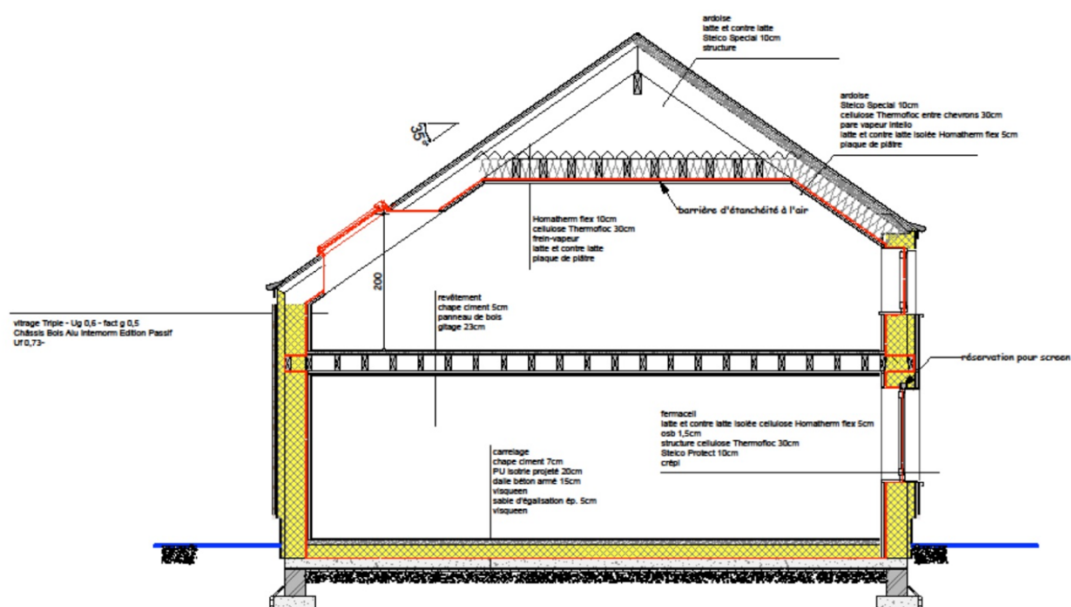 ardoise
latte et contre latte
Steico Special 10cm
structure
ardoise
Steico Special 10cm
cellulose Thermofloc entre chevrons 30cm
pare vapeur Intello
latte et contre latte isolée Homatherm flex 5cm
plaque de plâtre
35°
barrière d'étanchéité à l'air
Homatherm flex 10cm
cellulose Thermofloc 30cm
frein-vapeur
latte et contre latte
plaque de plâtre
200
revêtement
chape ciment 5cm
panneau de bois
gitage 23cm
vitrage Triple - Ug 0,6 - fact g 0,5
Châssis Bois Alu Internorm Edition Passif
Uf 0,73-
réservation pour screen
fermacell
latte et contre latte isolée cellulose Homatherm flex 5cm
osb 1,5cm
structure cellulose Thermofloc 30cm
Steico Protect 10cm
crépi
carrelage
chape ciment 7cm
PU isotrie projeté 20cm
dalle béton armé 15cm
visqueen
sable d'égalisation ép. 5cm
visqueen